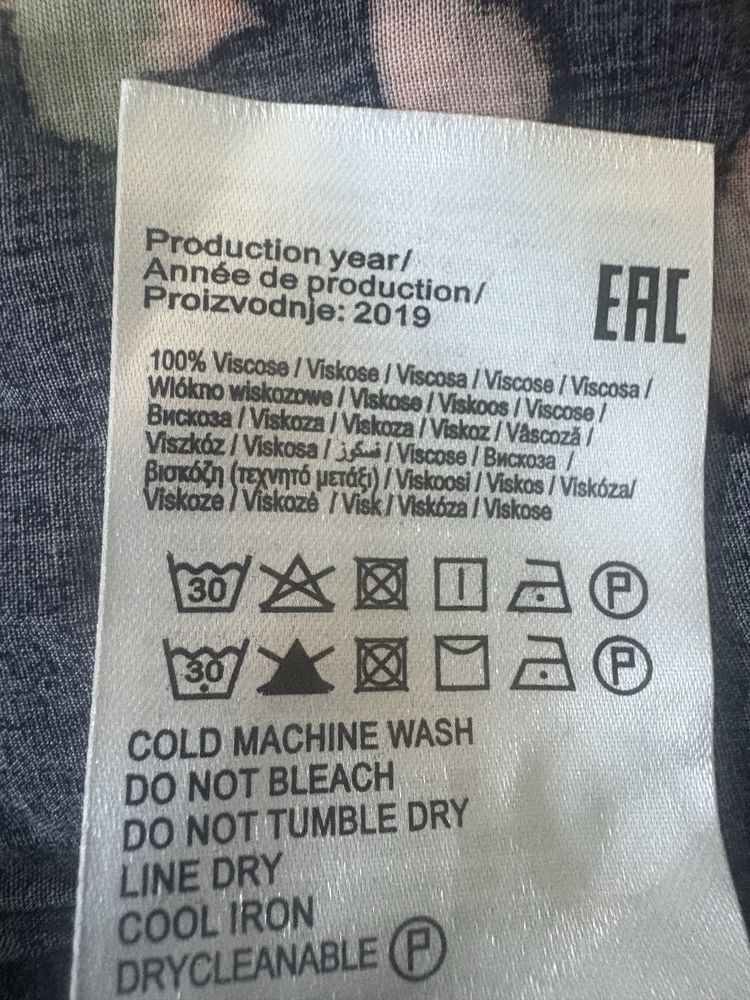 Production year/
Année de production/
Proizvodnje: 2019
EAC
100% Viscose / Viskose / Viscosa / Viscose / Viscosa /
Wlókno wiskozowe / Viskose / Viskoos / Viscose /
Вискоза / Viskoza / Viskoza / Viskoz / Vâscoză /
Viszkóz / Viskosa / فسكوز / Viscose / Вискоза /
βισκόζη (τεχνητό μετάξι) / Viskoosi / Viskos / Viskóza/
Viskoze / Viskozė / Visk / Viskóza / Viskose
30 P
30 P
COLD MACHINE WASH
DO NOT BLEACH
DO NOT TUMBLE DRY
LINE DRY
COOL IRON
DRYCLEANABLE P